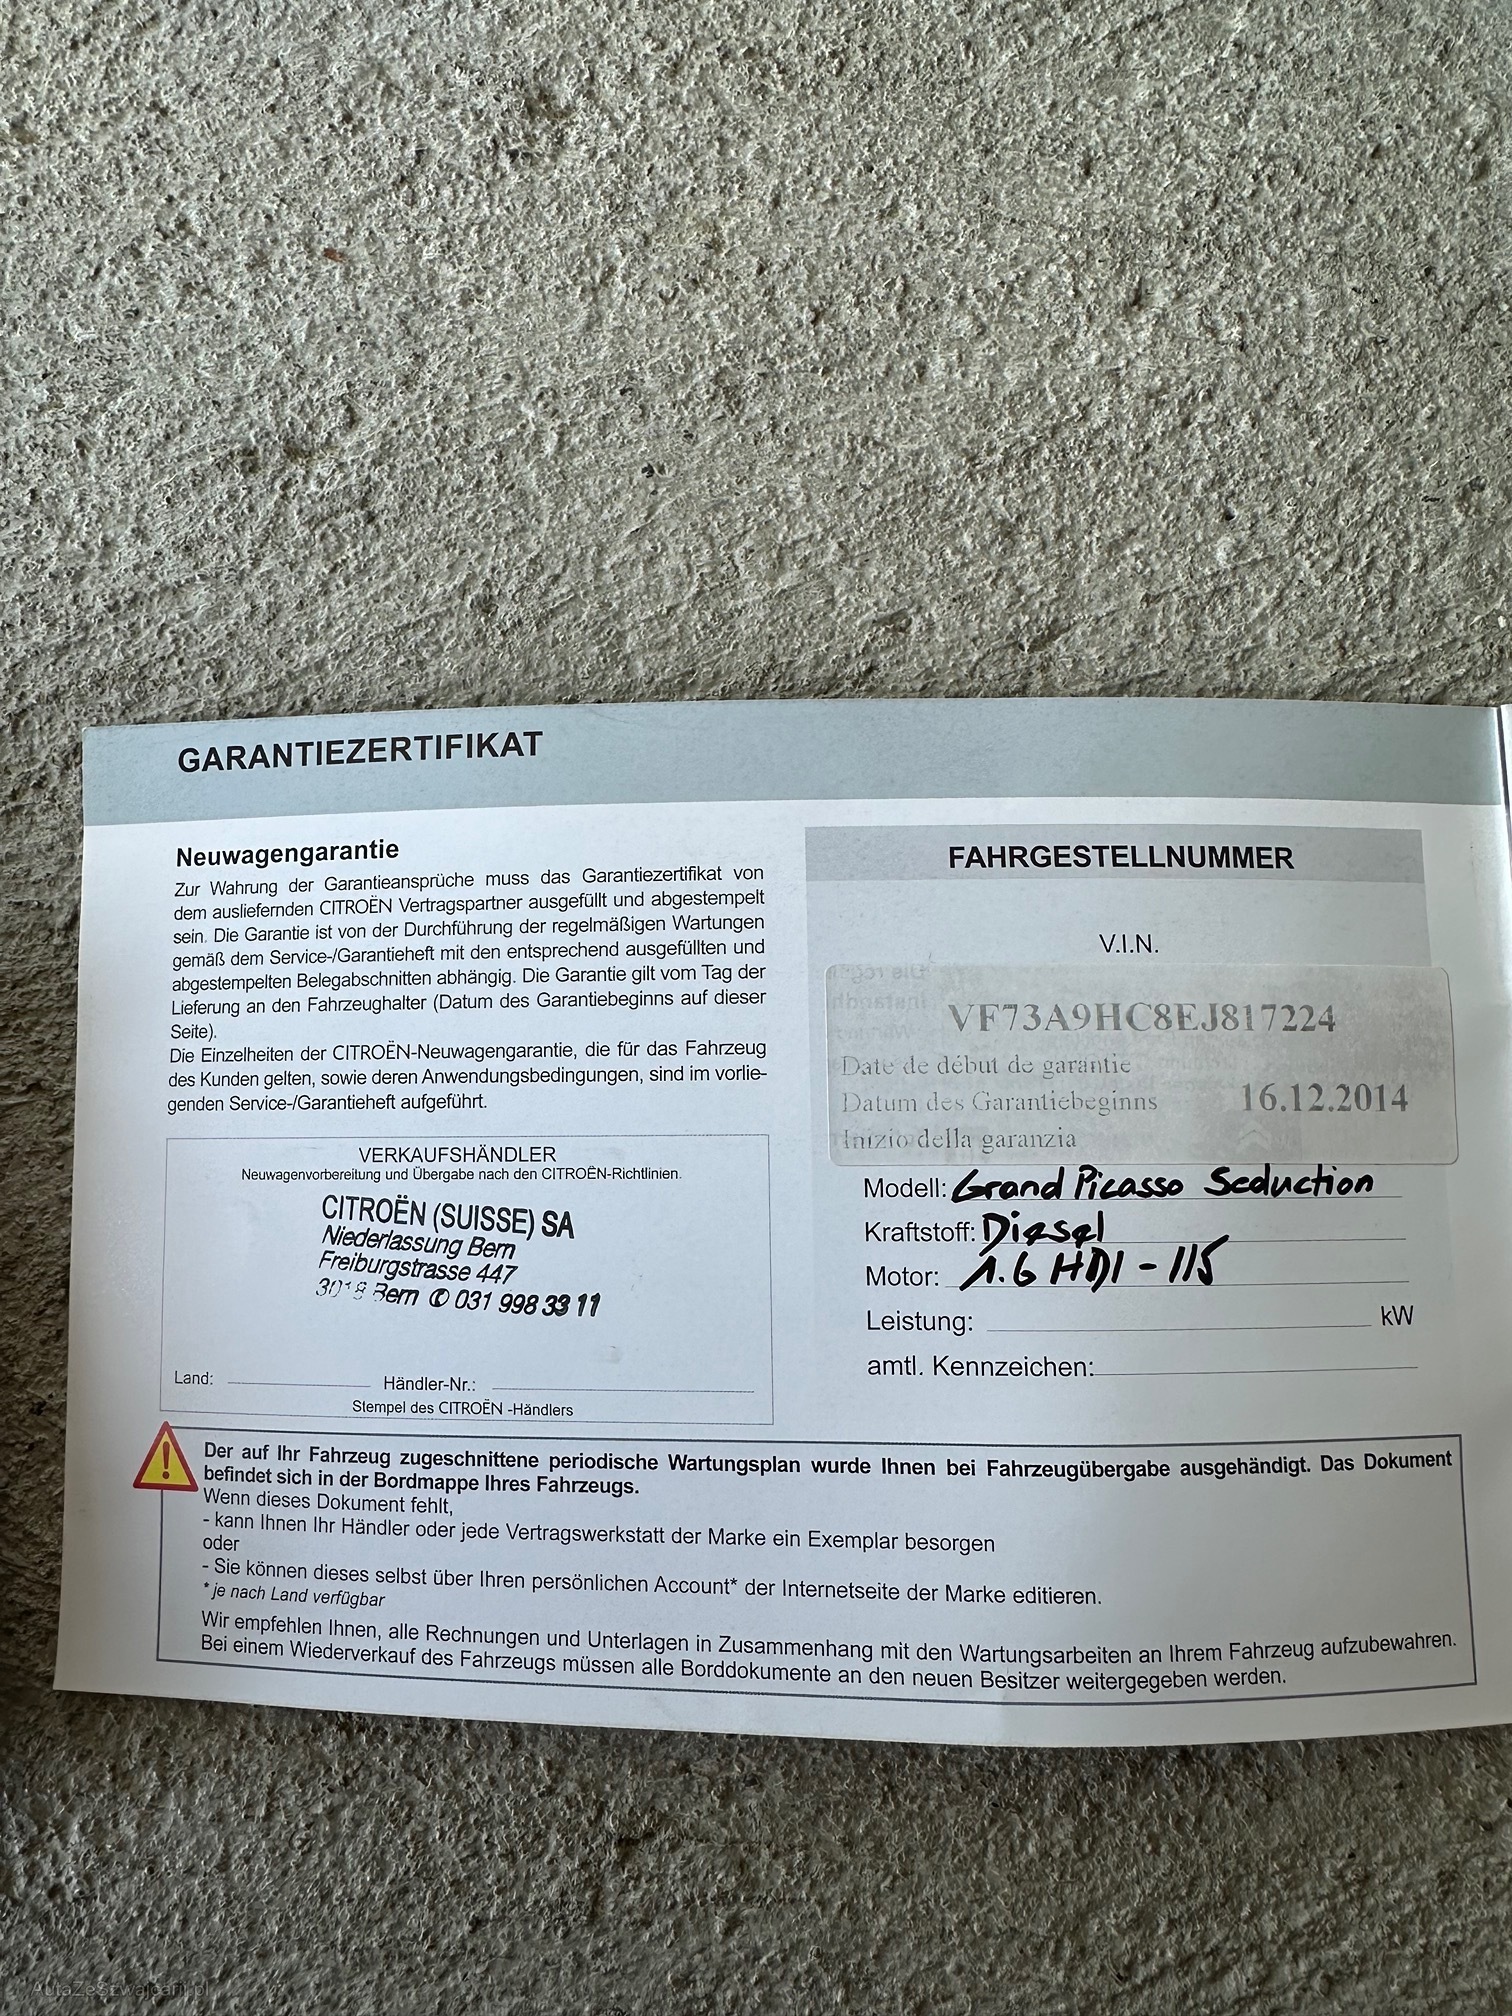 GARANTIEZERTIFIKAT
Neuwagengarantie
Zur Wahrung der Garantieansprüche muss das Garantiezertifikat von
dem ausliefernden CITROËN Vertragspartner ausgefüllt und abgestempelt
sein. Die Garantie ist von der Durchführung der regelmäßigen Wartungen
gemäß dem Service-/Garantieheft mit den entsprechend ausgefüllten und
abgestempelten Belegabschnitten abhängig. Die Garantie gilt vom Tag der
Lieferung an den Fahrzeughalter (Datum des Garantiebeginns auf dieser
Seite).
Die Einzelheiten der CITROËN-Neuwagengarantie, die für das Fahrzeug
des Kunden gelten, sowie deren Anwendungsbedingungen, sind im vorlie-
genden Service-/Garantieheft aufgeführt.
VERKAUFSHÄNDLER
Neuwagenvorbereitung und Übergabe nach den CITROËN-Richtlinien.
CITROËN (SUISSE) SA
Niederlassung Bern
Freiburgstrasse 447
3018 Bern ✆ 031 998 33 11
Land:
Händler-Nr.:
Stempel des CITROËN -Händlers
FAHRGESTELLNUMMER
V.I.N.
VF73A9HC8EJ817224
Date de début de garantie
Datum des Garantiebeginns 16.12.2014
Inizio della garanzia
Modell: Grand Picasso Seduction
Kraftstoff: Diesel
Motor: 1.6 HDI - 115
Leistung: kW
amtl. Kennzeichen:
Der auf Ihr Fahrzeug zugeschnittene periodische Wartungsplan wurde Ihnen bei Fahrzeugübergabe ausgehändigt. Das Dokument
befindet sich in der Bordmappe Ihres Fahrzeugs.
Wenn dieses Dokument fehlt,
- kann Ihnen Ihr Händler oder jede Vertragswerkstatt der Marke ein Exemplar besorgen
oder
- Sie können dieses selbst über Ihren persönlichen Account* der Internetseite der Marke editieren.
* je nach Land verfügbar
Wir empfehlen Ihnen, alle Rechnungen und Unterlagen in Zusammenhang mit den Wartungsarbeiten an Ihrem Fahrzeug aufzubewahren.
Bei einem Wiederverkauf des Fahrzeugs müssen alle Borddokumente an den neuen Besitzer weitergegeben werden.
AutaZeSzwajcarii.pl